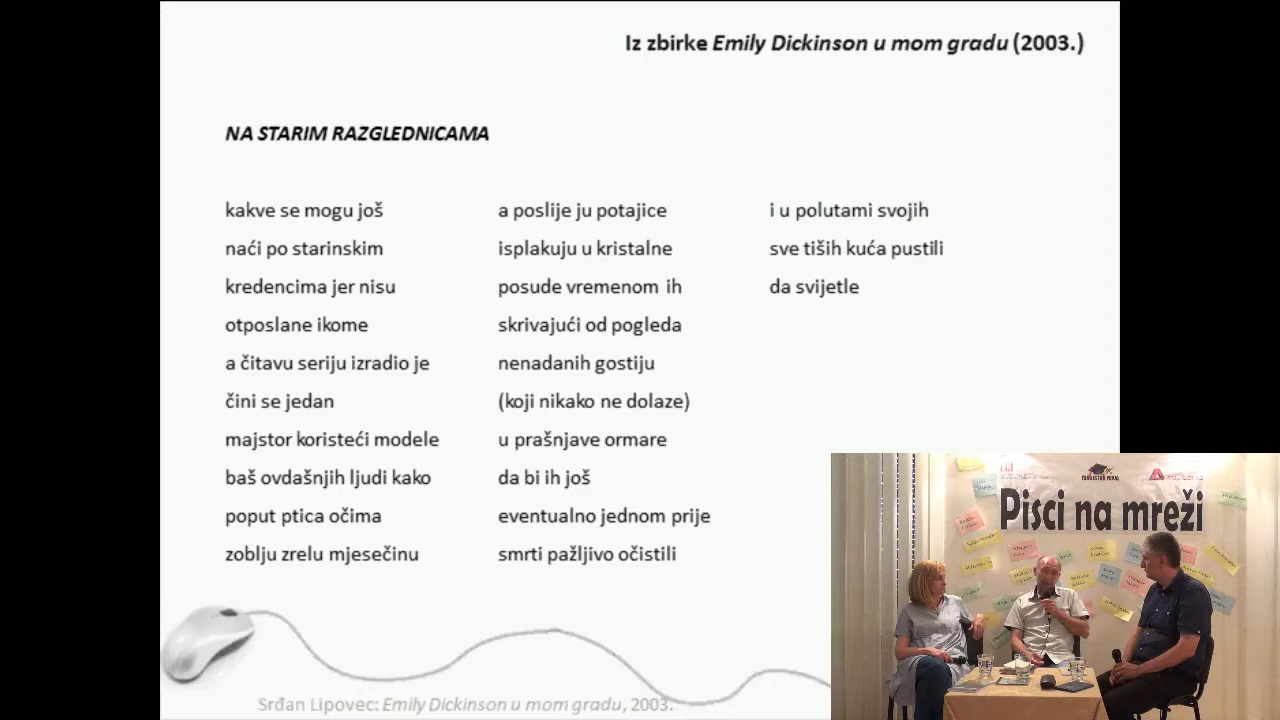 Iz zbirke Emily Dickinson u mom gradu (2003.)
NA STARIM RAZGLEDNICAMA
kakve se mogu još
naći po starinskim
kredencima jer nisu
otposlane ikome
a čitavu seriju izradio je
čini se jedan
majstor koristeći modele
baš ovdašnjih ljudi kako
poput ptica očima
zoblju zrelu mjesečinu
a poslije ju potajice
isplakuju u kristalne
posude vremenom ih
skrivajući od pogleda
nenadanih gostiju
(koji nikako ne dolaze)
u prašnjave ormare
da bi ih još
eventualno jednom prije
smrti pažljivo očistili
i u polutami svojih
sve tiših kuća pustili
da svijetle
Srđan Lipovec: Emily Dickinson u mom gradu, 2003.
MAGISTRA NOVA
Pisci na mreži